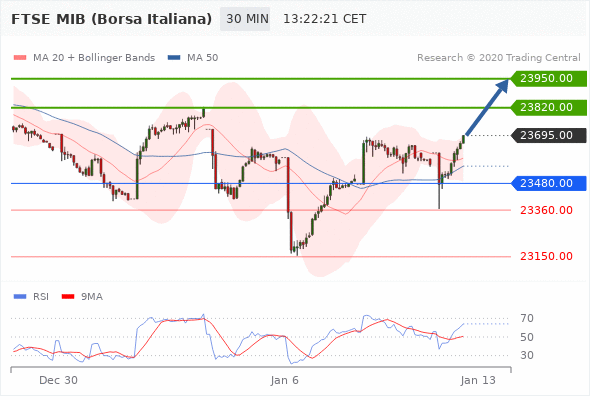 FTSE MIB (Borsa Italiana) 30 MIN 13:22:21 CET
MA 20 + Bollinger Bands MA 50 Research © 2020 Trading Central
23950.00
23820.00
23695.00
23480.00
23360.00
23150.00
RSI 9MA
70
50
30
Dec 30 Jan 6 Jan 13